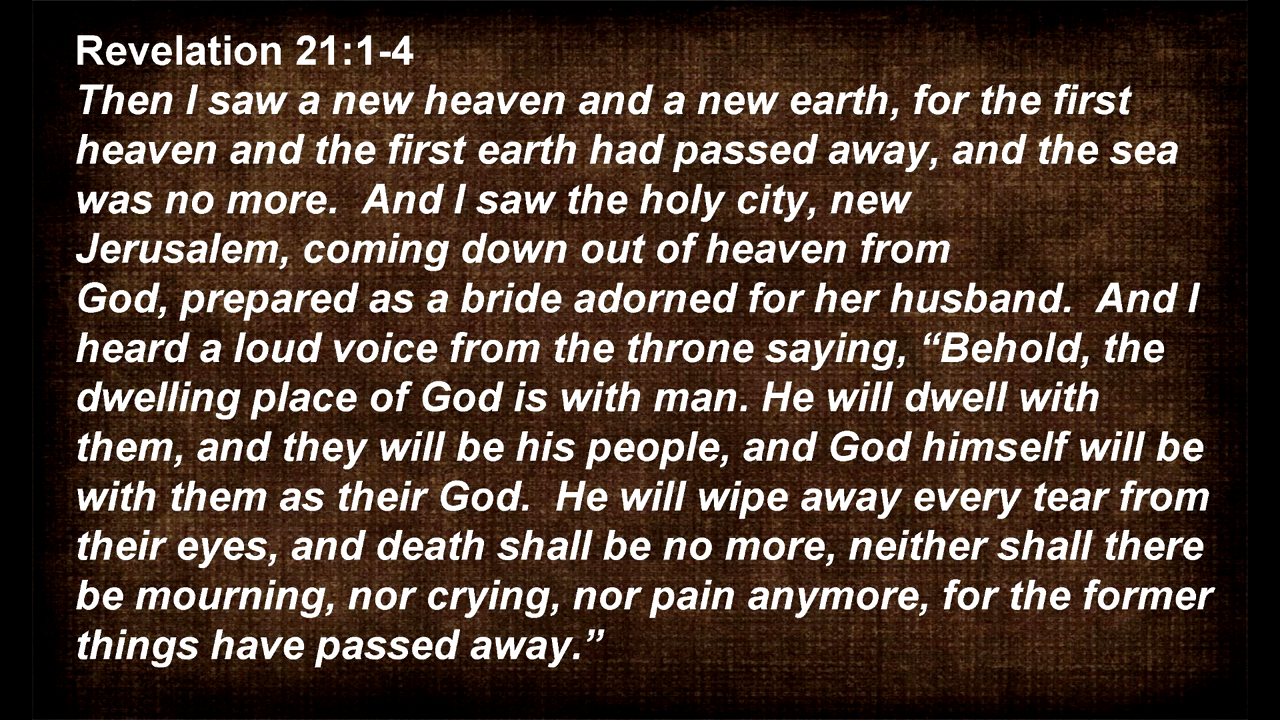 Revelation 21:1-4
Then I saw a new heaven and a new earth, for the first
heaven and the first earth had passed away, and the sea
was no more.  And I saw the holy city, new
Jerusalem, coming down out of heaven from
God, prepared as a bride adorned for her husband.  And I
heard a loud voice from the throne saying, “Behold, the
dwelling place of God is with man. He will dwell with
them, and they will be his people, and God himself will be
with them as their God.  He will wipe away every tear from
their eyes, and death shall be no more, neither shall there
be mourning, nor crying, nor pain anymore, for the former
things have passed away.”